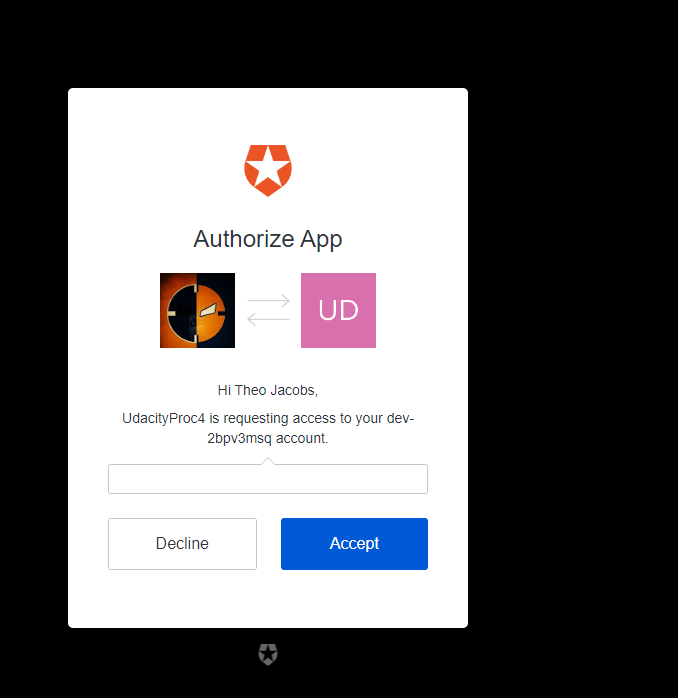 Authorize App
UD
Hi Theo Jacobs,
UdacityProc4 is requesting access to your dev-
2bpv3msq account.
Decline
Accept